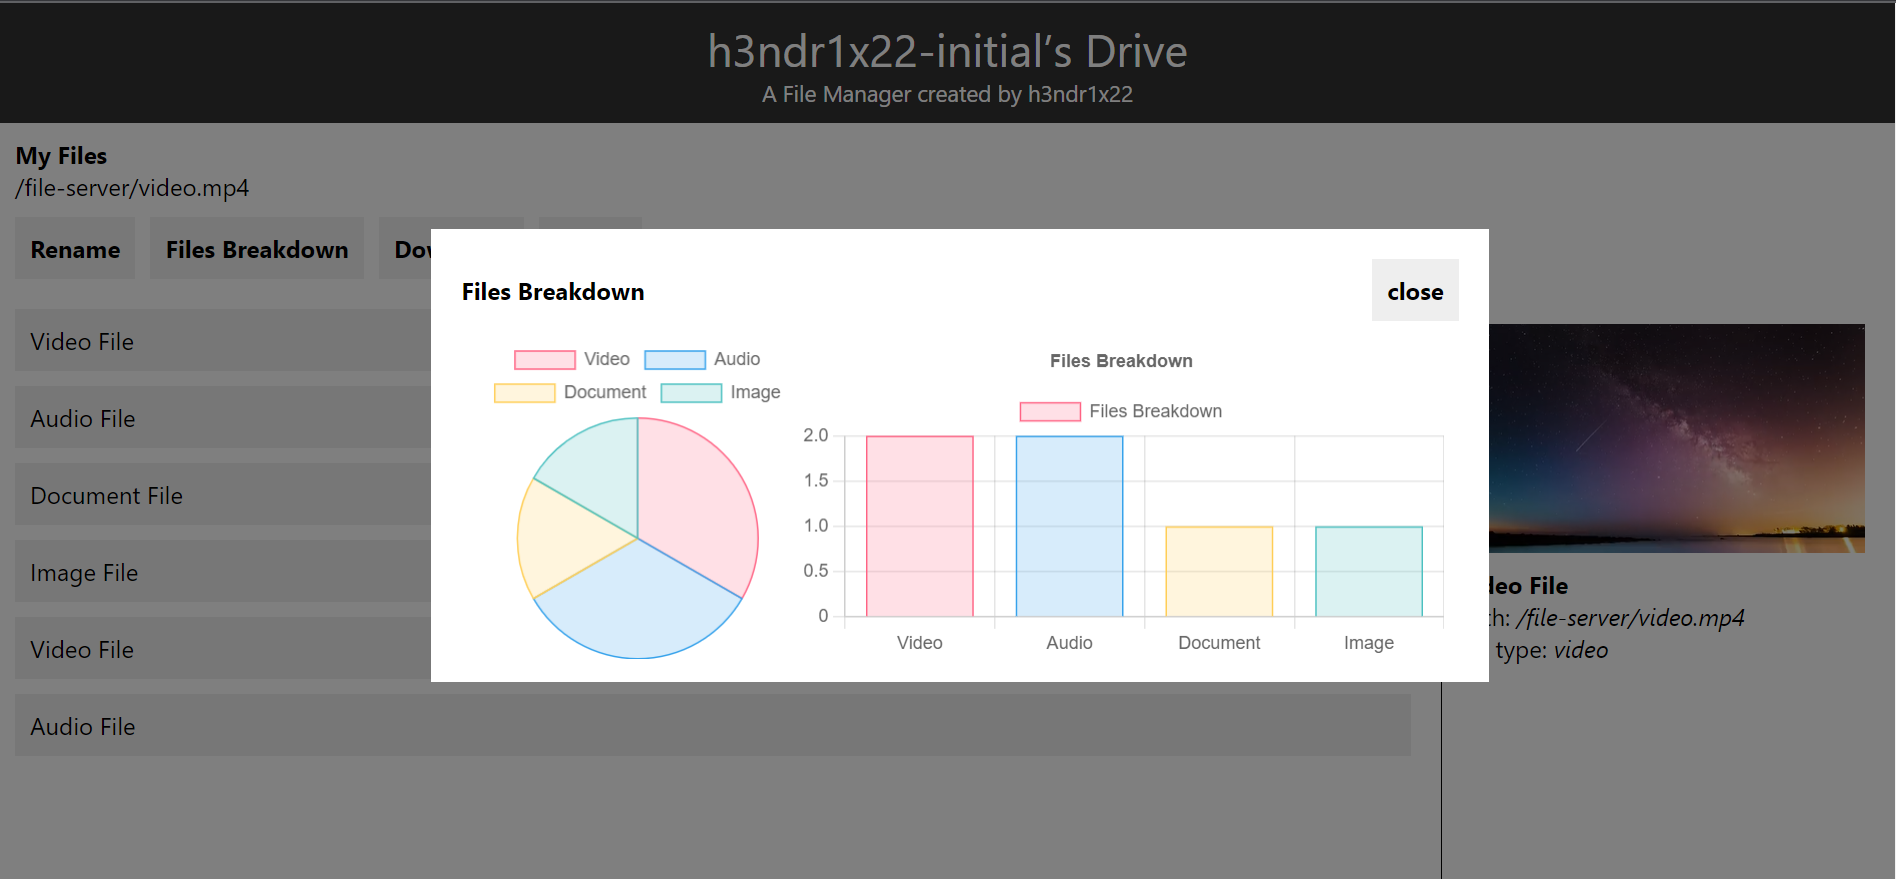 h3ndr1x22-initial's Drive
A File Manager created by h3ndr1x22
My Files
/file-server/video.mp4
Rename
Files Breakdown
Video File
Audio File
Document File
Image File
Video File
Audio File
Files Breakdown
close
Video
Audio
Document
Image
Files Breakdown
Files Breakdown
2.0
1.5
1.0
0.5
0
Video
Audio
Document
Image
File
/file-server/video.mp4
type: video